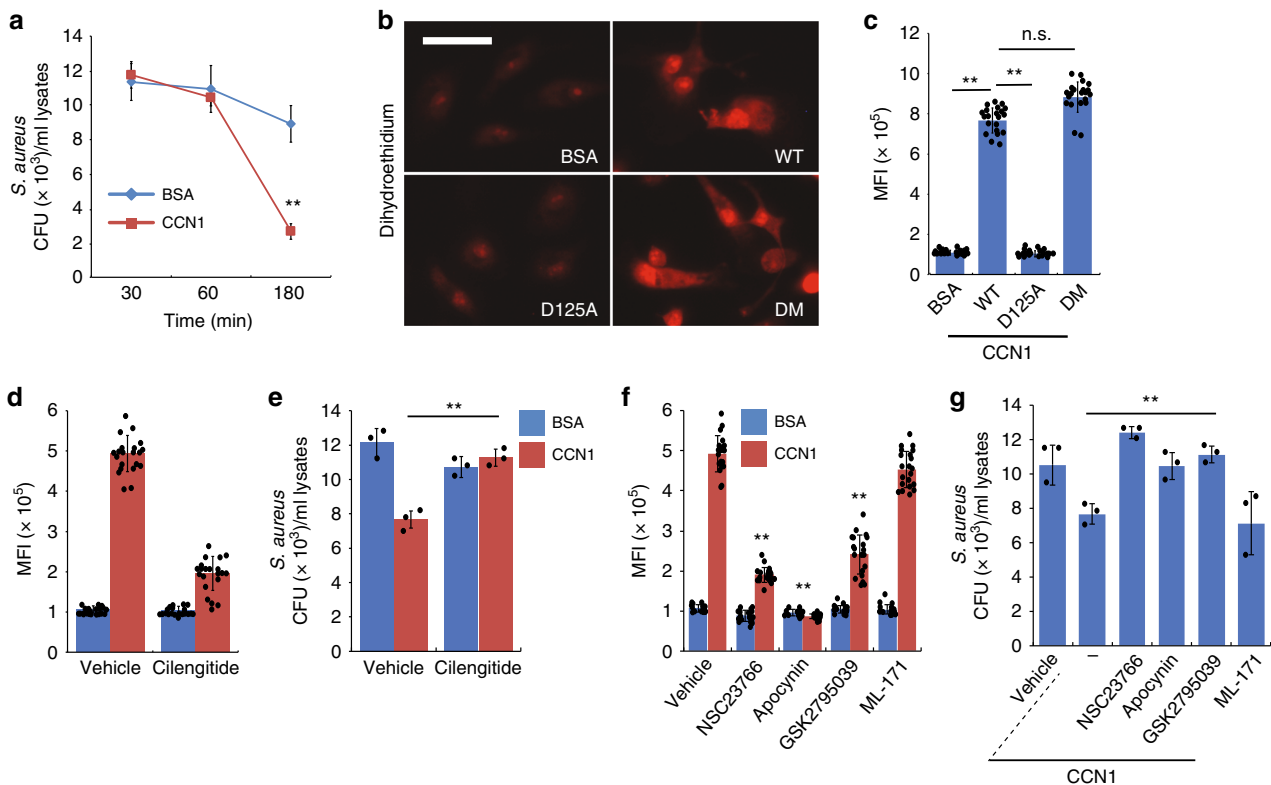 a
14
12
10
8
6
4
2
0
S. aureus
CFU (× 10³)/ml lysates
BSA
CCN1
**
30 60 180
Time (min)
b
Dihydroethidium
BSA
WT
D125A
DM
c
12
10
8
6
4
2
0
MFI (× 10⁵)
n.s.
** **
BSA WT D125A DM
CCN1
d
6
5
4
3
2
1
0
MFI (× 10⁵)
Vehicle Cilengitide
e
14
12
10
8
6
4
2
0
S. aureus
CFU (× 10³)/ml lysates
**
BSA
CCN1
Vehicle Cilengitide
f
6
5
4
3
2
1
0
MFI (× 10⁵)
BSA
CCN1
** ** **
Vehicle NSC23766 Apocynin GSK2795039 ML-171
g
14
12
10
8
6
4
2
0
S. aureus
CFU (× 10³)/ml lysates
**
Vehicle – NSC23766 Apocynin GSK2795039 ML-171
CCN1